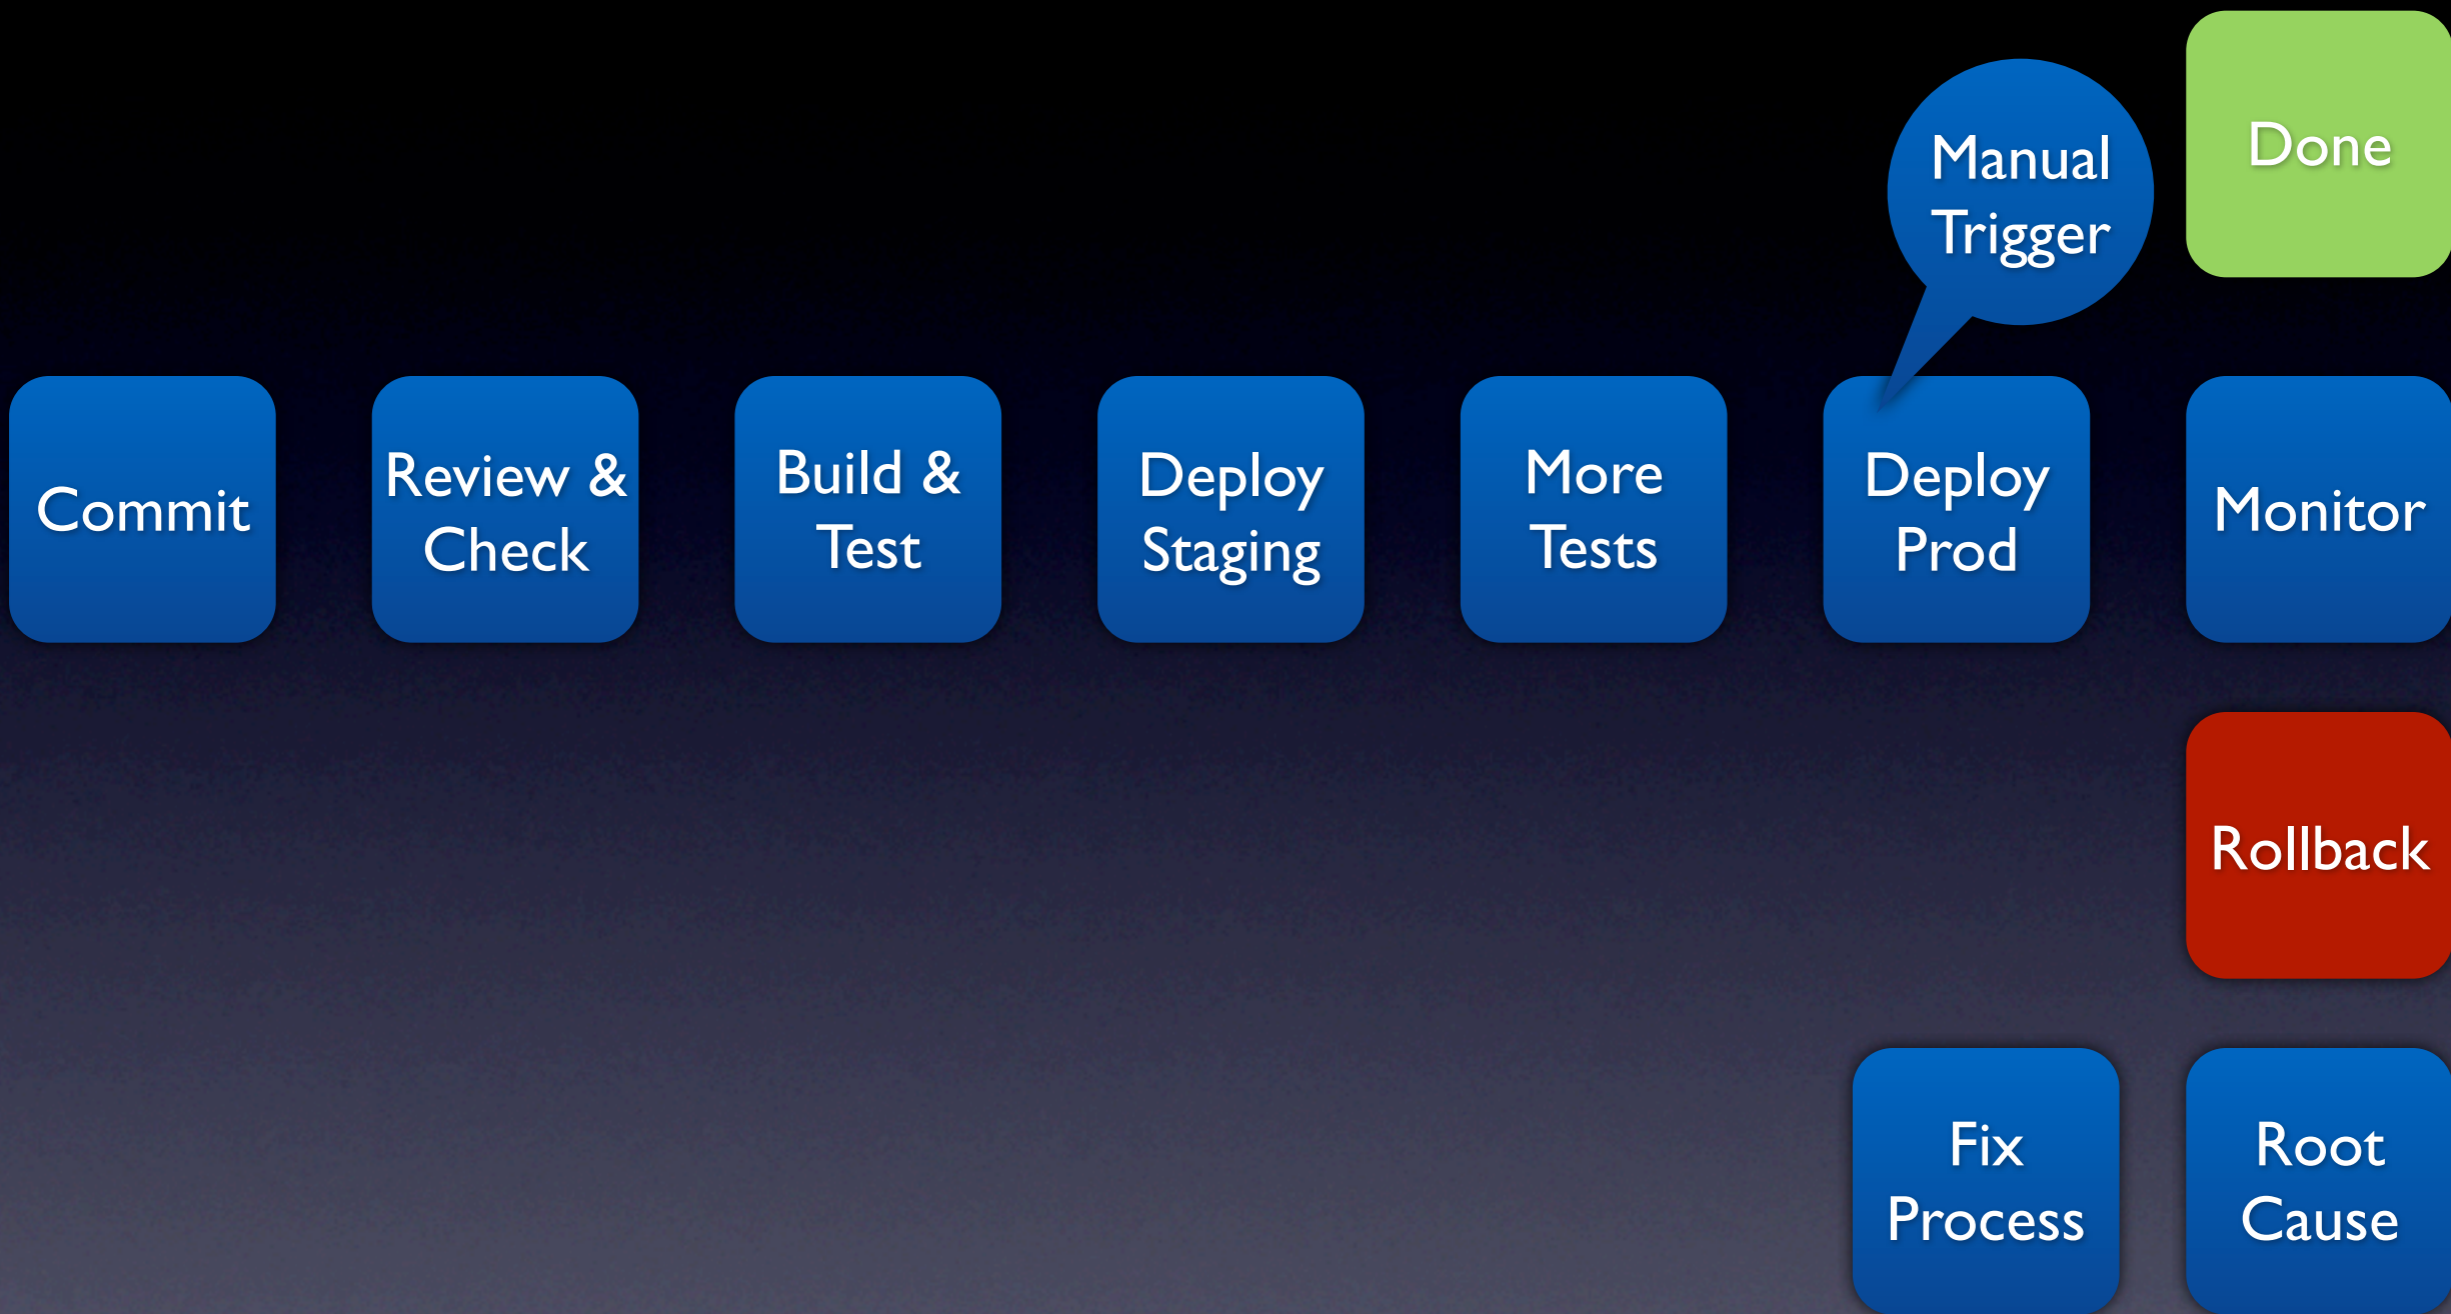 Done
Manual
Trigger
Commit
Review &
Check
Build &
Test
Deploy
Staging
More
Tests
Deploy
Prod
Monitor
Rollback
Fix
Process
Root
Cause